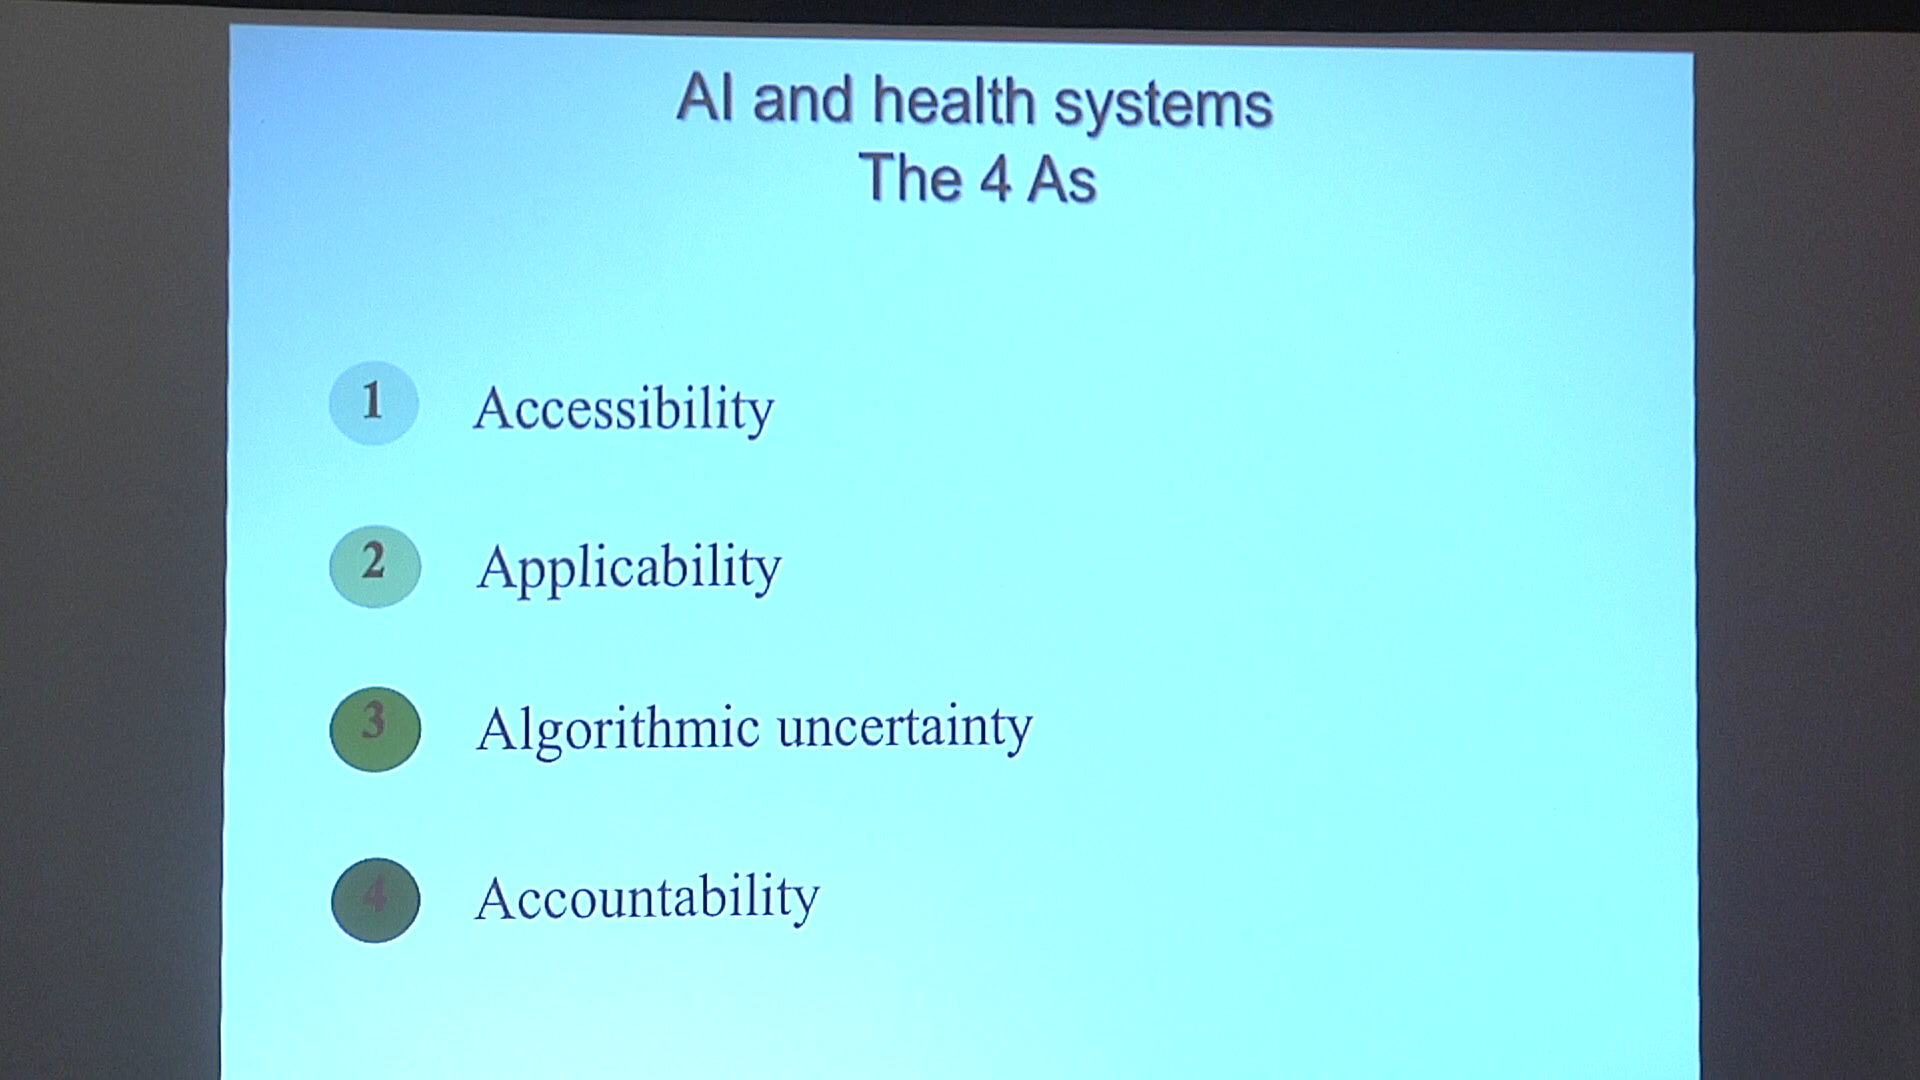 AI and health systems
The 4 As
1 Accessibility
2 Applicability
3 Algorithmic uncertainty
4 Accountability